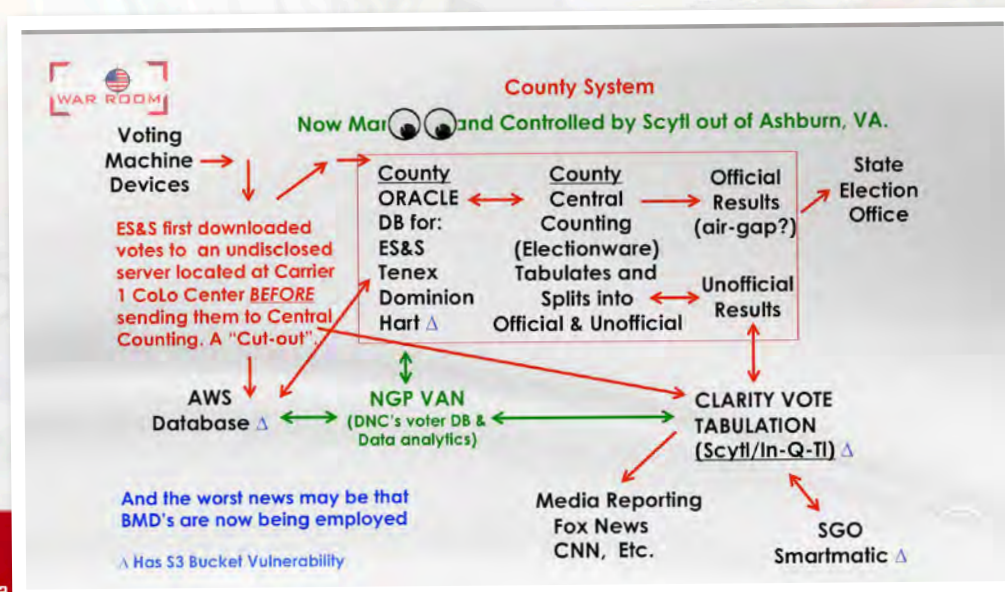 WAR ROOM
County System
Now Mar and Controlled by Scytl out of Ashburn, VA.
Voting
Machine
Devices
ES&S first downloaded
votes to an undisclosed
server located at Carrier
1 CoLo Center BEFORE
sending them to Central
Counting. A "Cut-out".
County
ORACLE
DB for:
ES&S
Tenex
Dominion
Hart Δ
County
Central
Counting
(Electionware)
Tabulates and
Splits into
Official & Unofficial
Official
Results
(air-gap?)
Unofficial
Results
State
Election
Office
AWS
Database Δ
NGP VAN
(DNC's voter DB &
Data analytics)
CLARITY VOTE
TABULATION
(Scytl/In-Q-Tl) Δ
And the worst news may be that
BMD's are now being employed
Δ Has S3 Bucket Vulnerability
Media Reporting
Fox News
CNN, Etc.
SGO
Smartmatic Δ